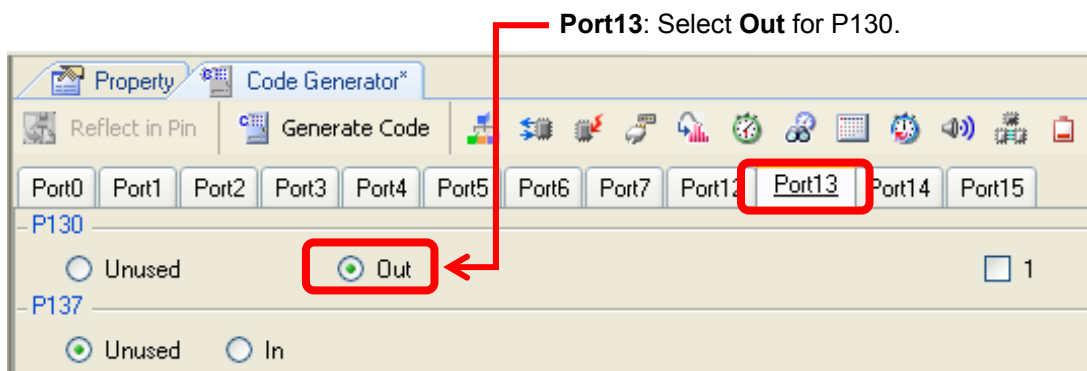 Port13: Select Out for P130.
Property Code Generator*
Reflect in Pin Generate Code
Port0 Port1 Port2 Port3 Port4 Port5 Port6 Port7 Port12 Port13 Port14 Port15
P130
Unused Out 1
P137
Unused In